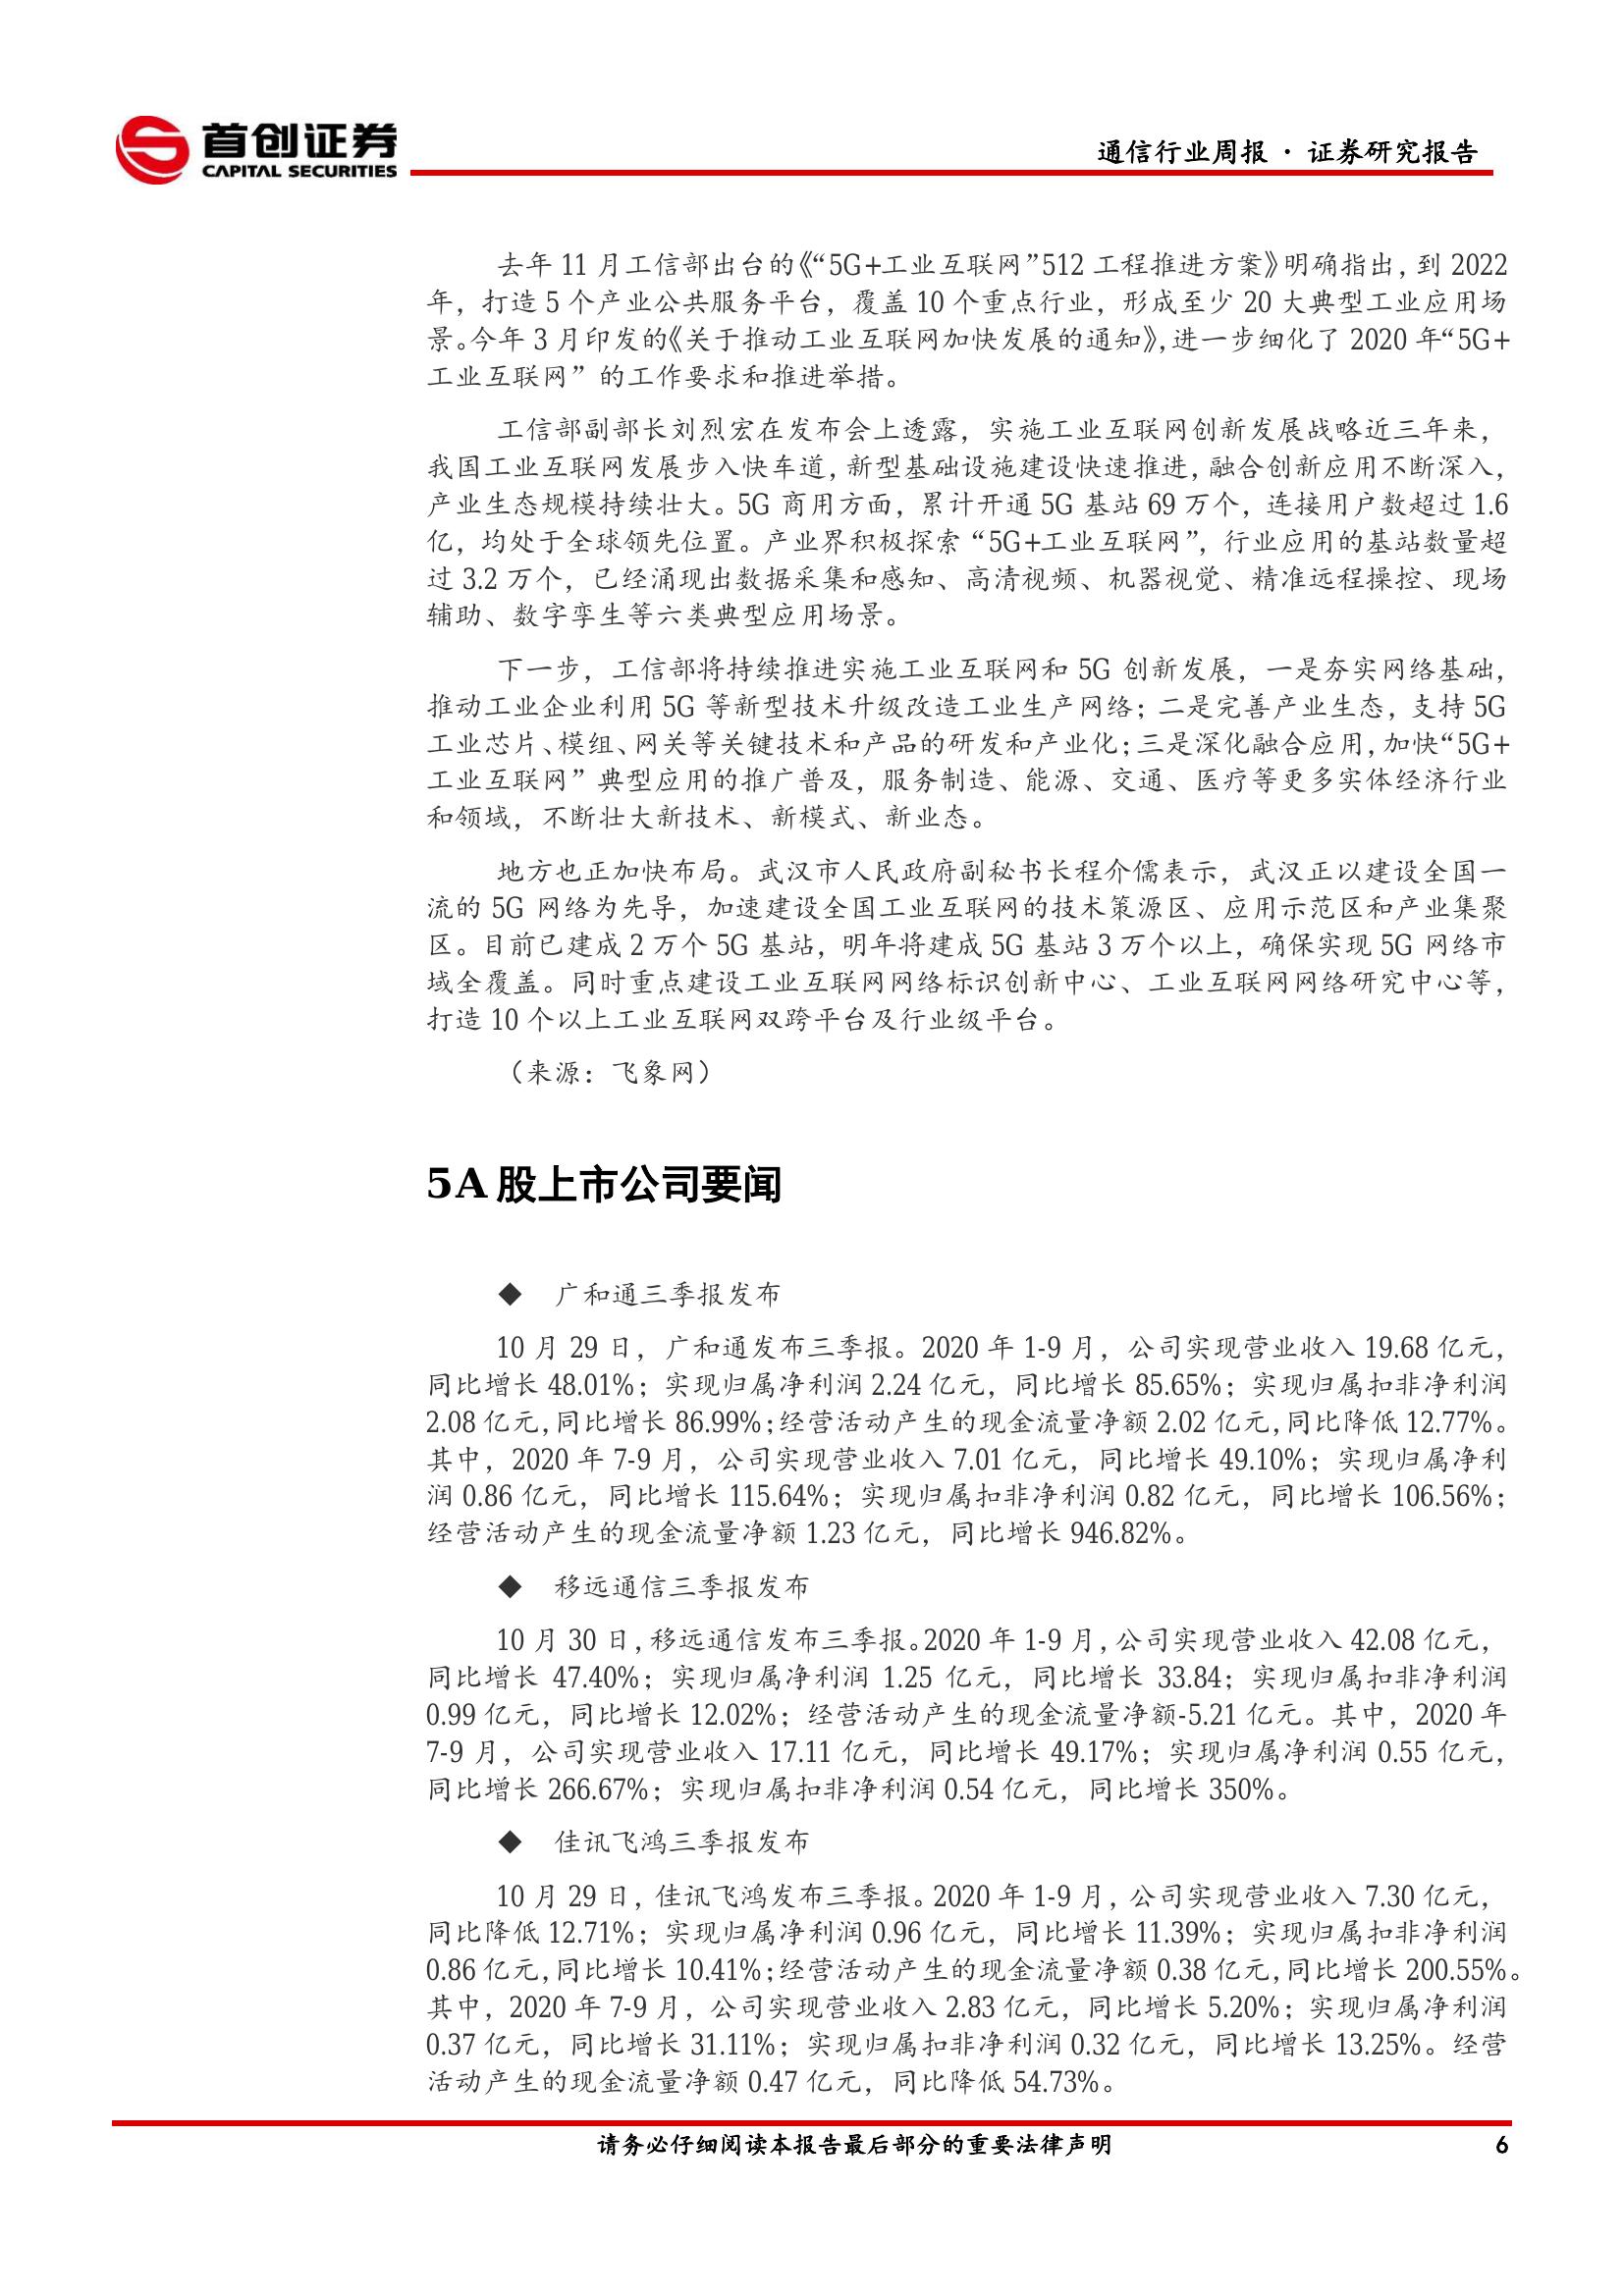 首创证券
CAPITAL SECURITIES
通信行业周报 · 证券研究报告
去年 11 月工信部出台的《“5G+工业互联网”512 工程推进方案》明确指出，到 2022
年，打造 5 个产业公共服务平台，覆盖 10 个重点行业，形成至少 20 大典型工业应用场
景。今年 3 月印发的《关于推动工业互联网加快发展的通知》，进一步细化了 2020 年“5G+
工业互联网” 的工作要求和推进举措。
工信部副部长刘烈宏在发布会上透露，实施工业互联网创新发展战略近三年来，
我国工业互联网发展步入快车道，新型基础设施建设快速推进，融合创新应用不断深入，
产业生态规模持续壮大。5G 商用方面，累计开通 5G 基站 69 万个，连接用户数超过 1.6
亿，均处于全球领先位置。产业界积极探索 “5G+工业互联网”，行业应用的基站数量超
过 3.2 万个，已经涌现出数据采集和感知、高清视频、机器视觉、精准远程操控、现场
辅助、数字孪生等六类典型应用场景。
下一步，工信部将持续推进实施工业互联网和 5G 创新发展，一是夯实网络基础，
推动工业企业利用 5G 等新型技术升级改造工业生产网络；二是完善产业生态，支持 5G
工业芯片、模组、网关等关键技术和产品的研发和产业化；三是深化融合应用，加快“5G+
工业互联网” 典型应用的推广普及，服务制造、能源、交通、医疗等更多实体经济行业
和领域，不断壮大新技术、新模式、新业态。
地方也正加快布局。武汉市人民政府副秘书长程介儒表示，武汉正以建设全国一
流的 5G 网络为先导，加速建设全国工业互联网的技术策源区、应用示范区和产业集聚
区。目前已建成 2 万个 5G 基站，明年将建成 5G 基站 3 万个以上，确保实现 5G 网络市
域全覆盖。同时重点建设工业互联网网络标识创新中心、工业互联网网络研究中心等，
打造 10 个以上工业互联网双跨平台及行业级平台。
（来源：飞象网）
5A 股上市公司要闻
◆ 广和通三季报发布
10 月 29 日，广和通发布三季报。2020 年 1-9 月，公司实现营业收入 19.68 亿元，
同比增长 48.01%；实现归属净利润 2.24 亿元，同比增长 85.65%；实现归属扣非净利润
2.08 亿元，同比增长 86.99%；经营活动产生的现金流量净额 2.02 亿元，同比降低 12.77%。
其中，2020 年 7-9 月，公司实现营业收入 7.01 亿元，同比增长 49.10%；实现归属净利
润 0.86 亿元，同比增长 115.64%；实现归属扣非净利润 0.82 亿元，同比增长 106.56%；
经营活动产生的现金流量净额 1.23 亿元，同比增长 946.82%。
◆ 移远通信三季报发布
10 月 30 日，移远通信发布三季报。2020 年 1-9 月，公司实现营业收入 42.08 亿元，
同比增长 47.40%；实现归属净利润 1.25 亿元，同比增长 33.84；实现归属扣非净利润
0.99 亿元，同比增长 12.02%；经营活动产生的现金流量净额-5.21 亿元。其中，2020 年
7-9 月，公司实现营业收入 17.11 亿元，同比增长 49.17%；实现归属净利润 0.55 亿元，
同比增长 266.67%；实现归属扣非净利润 0.54 亿元，同比增长 350%。
◆ 佳讯飞鸿三季报发布
10 月 29 日，佳讯飞鸿发布三季报。2020 年 1-9 月，公司实现营业收入 7.30 亿元，
同比降低 12.71%；实现归属净利润 0.96 亿元，同比增长 11.39%；实现归属扣非净利润
0.86 亿元，同比增长 10.41%；经营活动产生的现金流量净额 0.38 亿元，同比增长 200.55%。
其中，2020 年 7-9 月，公司实现营业收入 2.83 亿元，同比增长 5.20%；实现归属净利润
0.37 亿元，同比增长 31.11%；实现归属扣非净利润 0.32 亿元，同比增长 13.25%。经营
活动产生的现金流量净额 0.47 亿元，同比降低 54.73%。
请务必仔细阅读本报告最后部分的重要法律声明
6